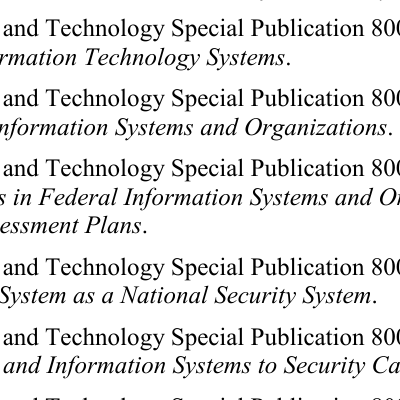 and Technology Special Publication 800
rmation Technology Systems.
and Technology Special Publication 800
nformation Systems and Organizations.
and Technology Special Publication 800
s in Federal Information Systems and Or
essment Plans.
and Technology Special Publication 800
System as a National Security System.
and Technology Special Publication 800
and Information Systems to Security Ca